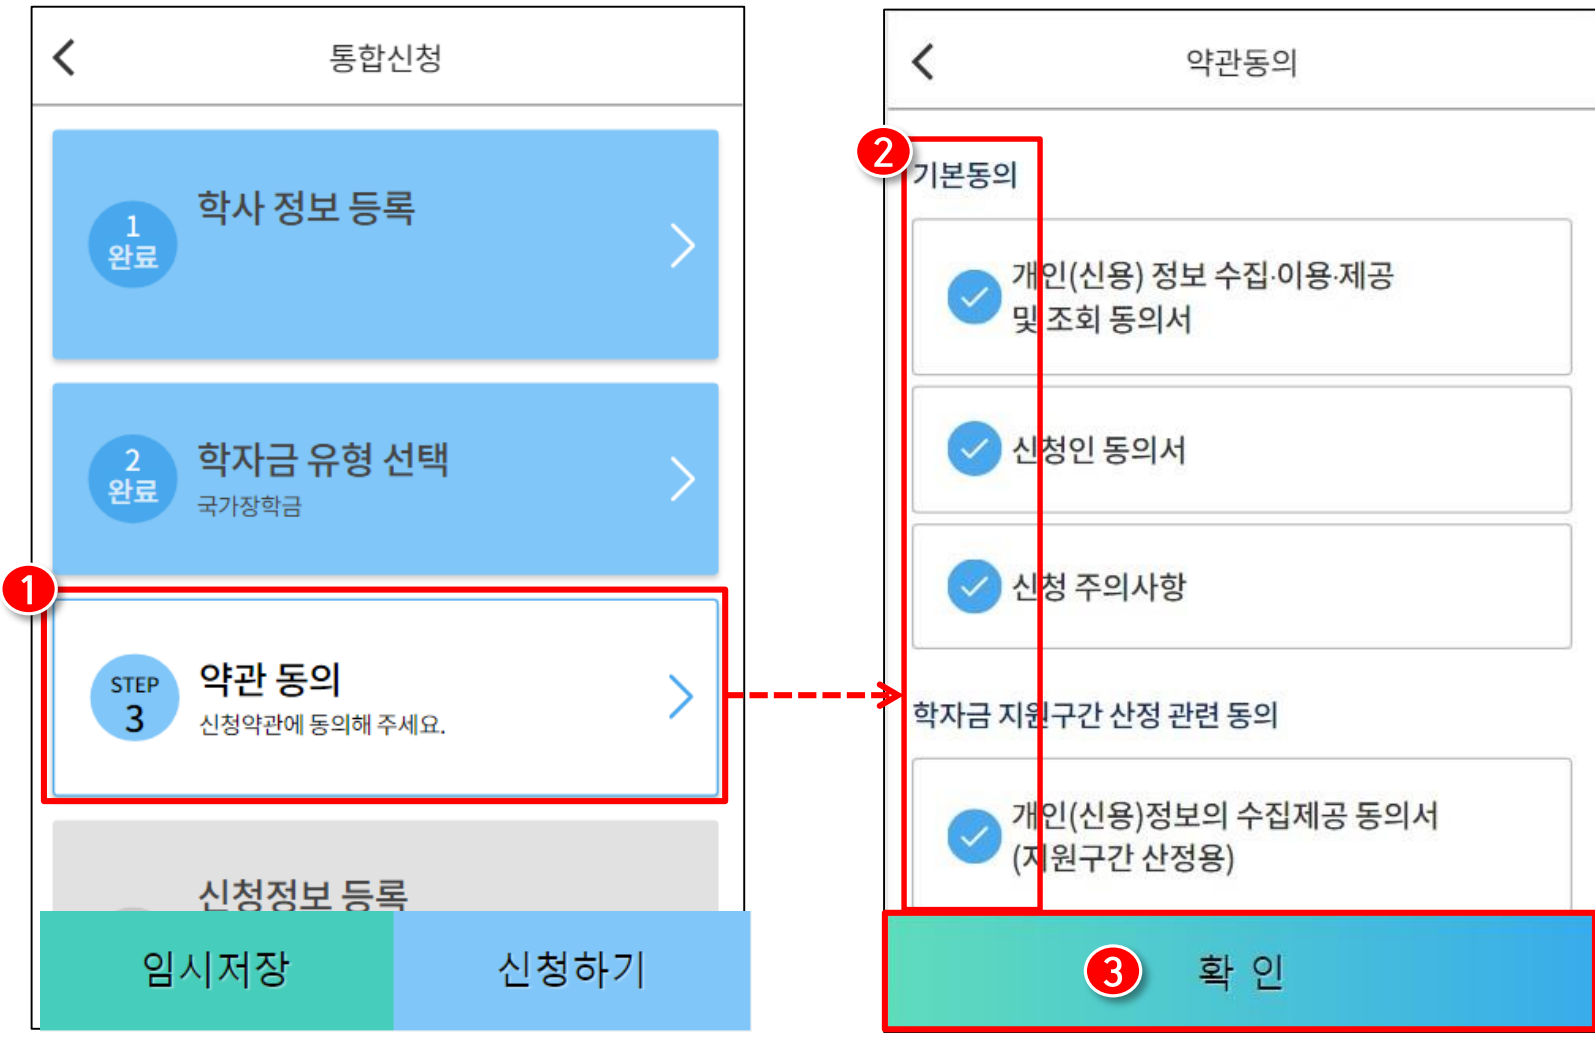 통합신청
1
완료
학사 정보 등록
2
완료
학자금 유형 선택
국가장학금
1
STEP
3
약관 동의
신청약관에 동의해 주세요.
신청정보 등록
임시저장
신청하기
약관동의
2
기본동의
개인(신용) 정보 수집·이용·제공
및 조회 동의서
신청인 동의서
신청 주의사항
학자금 지원구간 산정 관련 동의
개인(신용)정보의 수집제공 동의서
(지원구간 산정용)
3
확 인